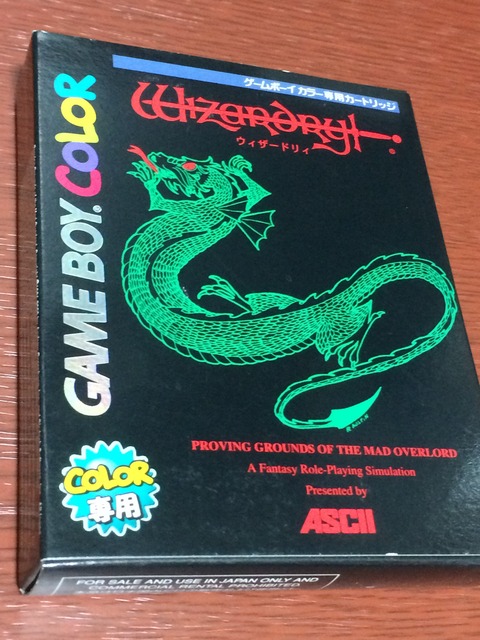 ゲームボーイ カラー専用カートリッジ
Wizardry
ウィザードリィ
GAME BOY. COLOR
PROVING GROUNDS OF THE MAD OVERLORD
A Fantasy Role-Playing Simulation
Presented by
ASCII
COLOR
専用
FOR SALE AND USE IN JAPAN ONLY AND
COMMERCIAL RENTAL PROHIBITED